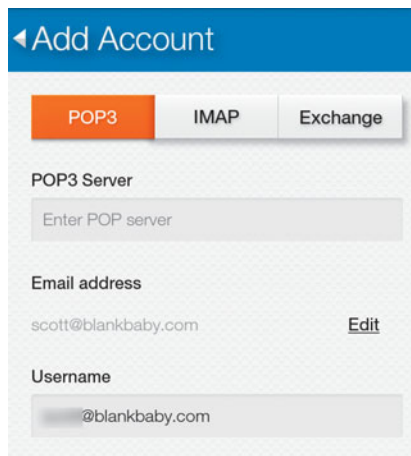 Add Account
POP3 IMAP Exchange
POP3 Server
Enter POP server
Email address
scott@blankbaby.com Edit
Username
@blankbaby.com